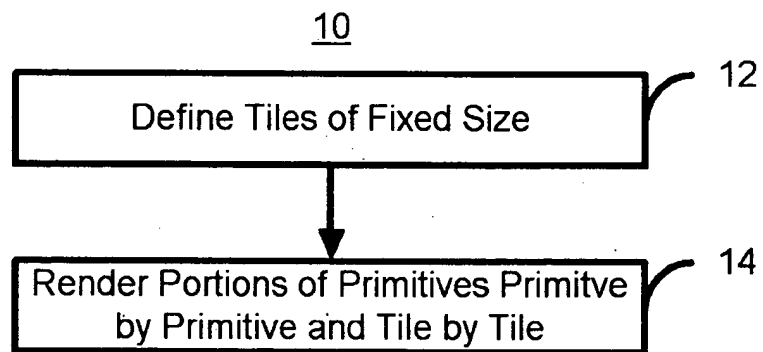 10
12
Define Tiles of Fixed Size
14
Render Portions of Primitives Primitve
by Primitive and Tile by Tile